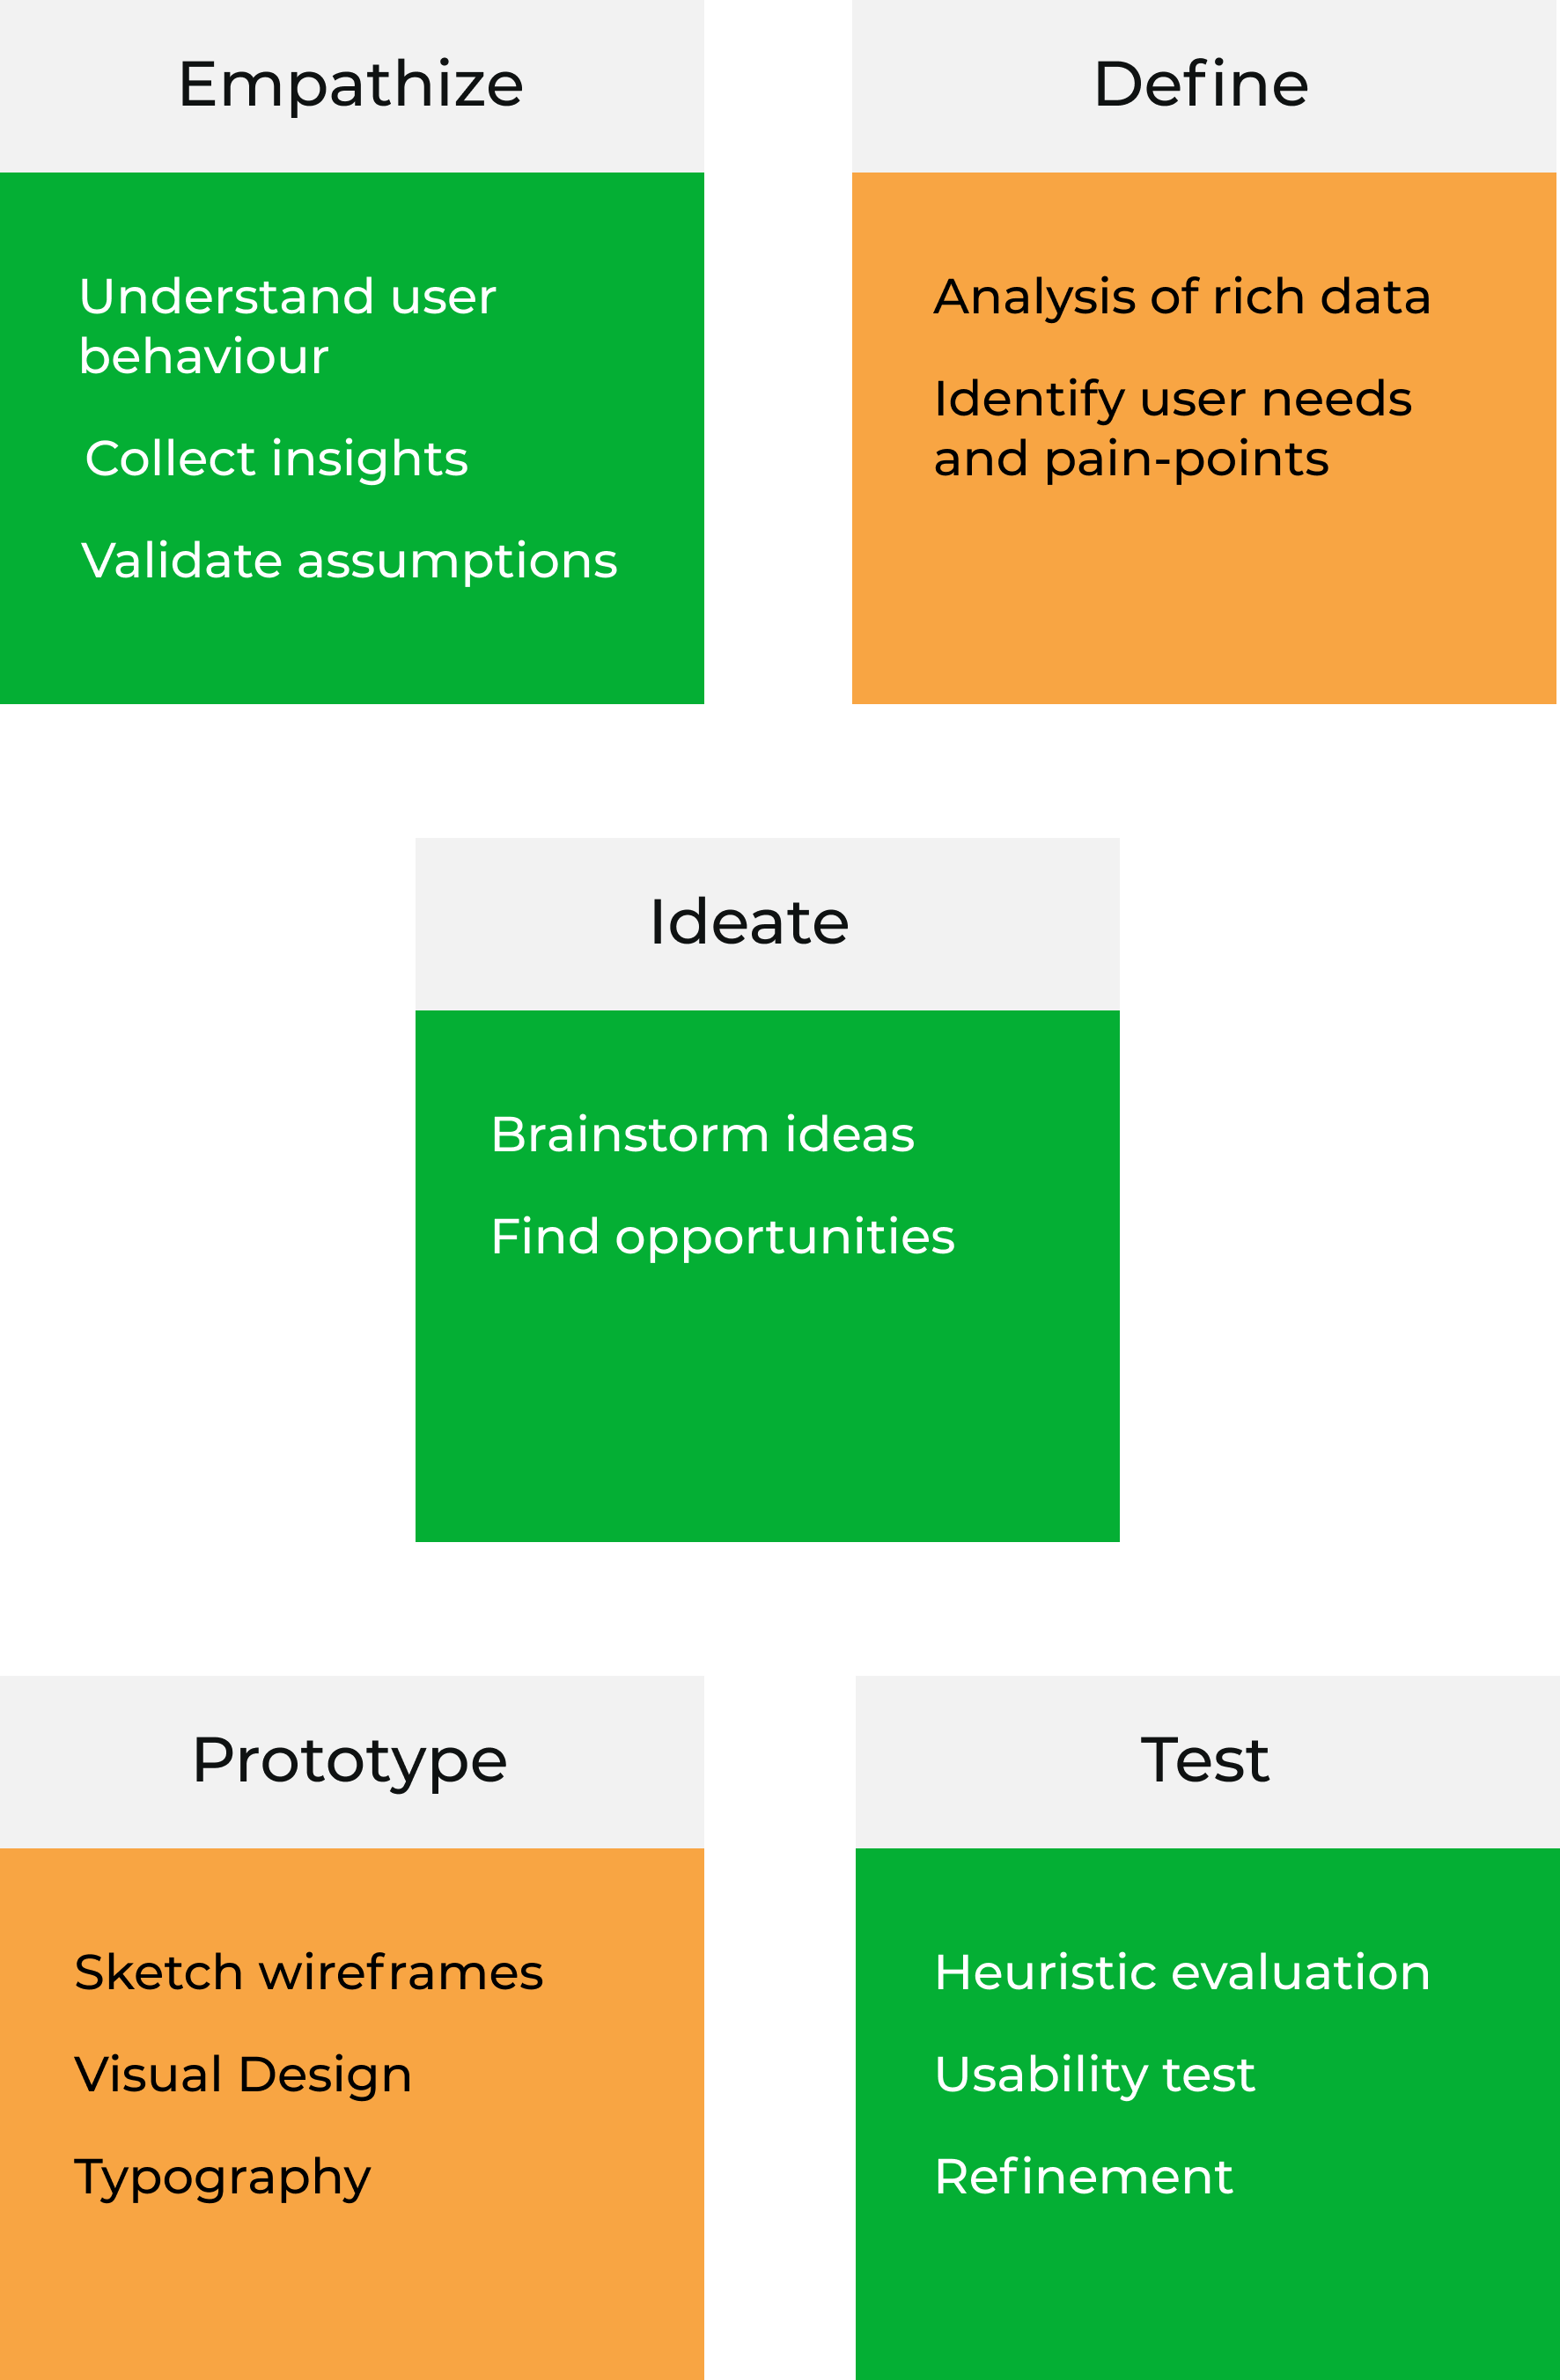 Empathize
Understand user
behaviour
Collect insights
Validate assumptions
Define
Analysis of rich data
Identify user needs
and pain-points
Ideate
Brainstorm ideas
Find opportunities
Prototype
Sketch wireframes
Visual Design
Typography
Test
Heuristic evaluation
Usability test
Refinement